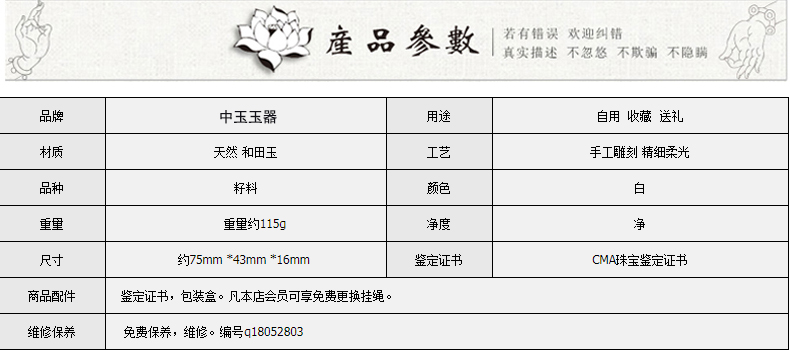 産品參數
若有错误 欢迎纠错
真实描述 不忽悠 不欺骗 不隐瞒
品牌 中玉玉器 用途 自用 收藏 送礼
材质 天然 和田玉 工艺 手工雕刻 精细柔光
品种 籽料 颜色 白
重量 重量约115g 净度 净
尺寸 约75mm *43mm *16mm 鉴定证书 CMA珠宝鉴定证书
商品配件 鉴定证书，包装盒。凡本店会员可享免费更换挂绳。
维修保养 免费保养，维修。编号q18052803